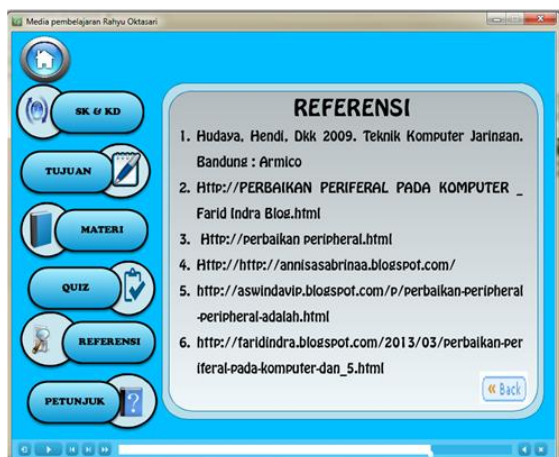 Media pembelajaran Rahyu Oktasari
SK & KD
TUJUAN
MATERI
QUIZ
REFERENSI
PETUNJUK
REFERENSI
1. Hudaya, Hendi, Dkk 2009. Teknik Komputer Jaringan.
Bandung : Armico
2. Http://PERBAIKAN PERIFERAL PADA KOMPUTER _
Farid Indra Blog.html
3. Http://perbaikan peripheral.html
4. Http://http://annisasabrinaa.blogspot.com/
5. http://aswindavip.blogspot.com/p/perbaikan-peripheral
-peripheral-adalah.html
6. http://faridindra.blogspot.com/2013/03/perbaikan-per
iferal-pada-komputer-dan_5.html
Back